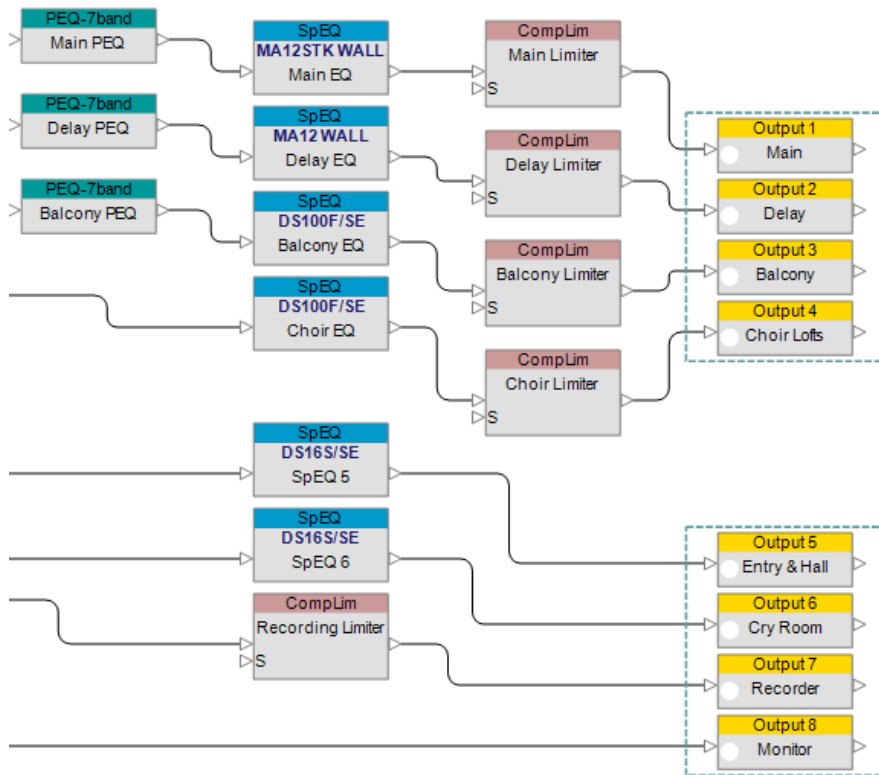 PEQ-7band
Main PEQ
SpEQ
MA12STK WALL
Main EQ
CompLim
Main Limiter
S
PEQ-7band
Delay PEQ
SpEQ
MA12 WALL
Delay EQ
CompLim
Delay Limiter
S
PEQ-7band
Balcony PEQ
SpEQ
DS100F/SE
Balcony EQ
CompLim
Balcony Limiter
S
SpEQ
DS100F/SE
Choir EQ
CompLim
Choir Limiter
S
Output 1
Main
Output 2
Delay
Output 3
Balcony
Output 4
Choir Lofts
SpEQ
DS16S/SE
SpEQ 5
SpEQ
DS16S/SE
SpEQ 6
CompLim
Recording Limiter
S
Output 5
Entry & Hall
Output 6
Cry Room
Output 7
Recorder
Output 8
Monitor